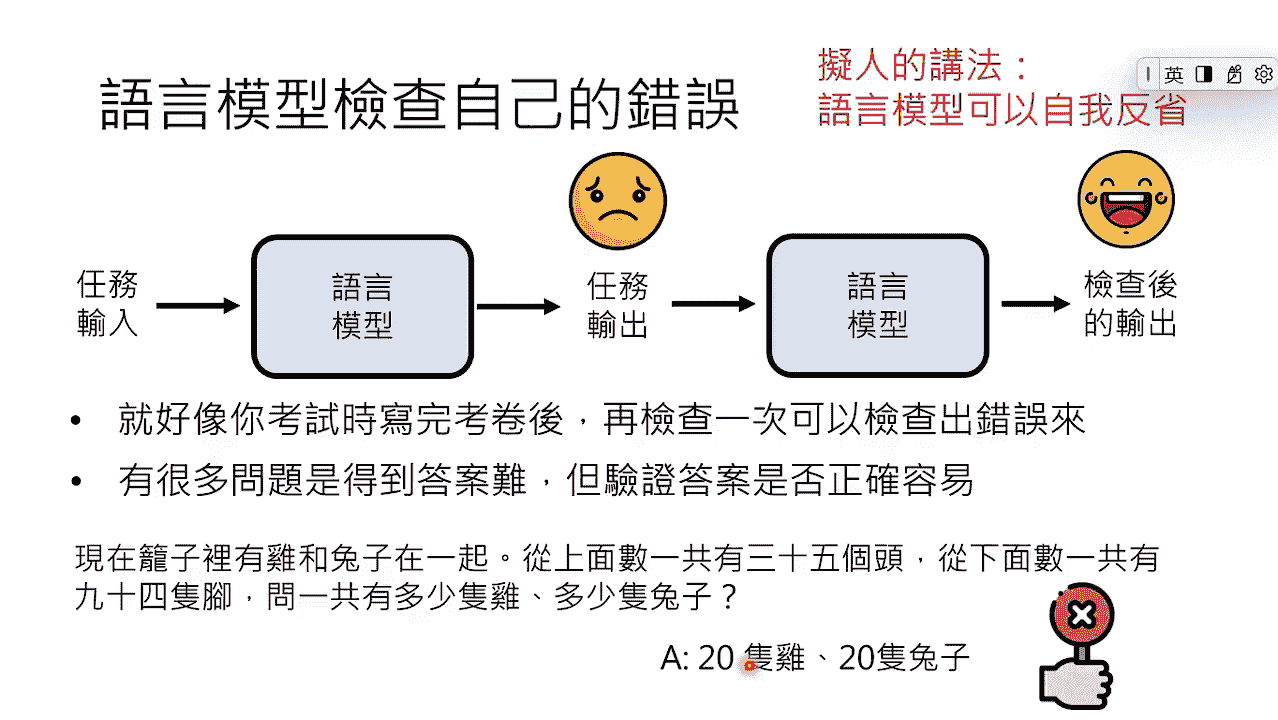 擬人的講法：
語言模型可以自我反省
英
語言模型檢查自己的錯誤
任務
輸入
語言
模型
任務
輸出
語言
模型
檢查後
的輸出
• 就好像你考試時寫完考卷後，再檢查一次可以檢查出錯誤來
• 有很多問題是得到答案難，但驗證答案是否正確容易
現在籠子裡有雞和兔子在一起。從上面數一共有三十五個頭，從下面數一共有
九十四隻腳，問一共有多少隻雞、多少隻兔子？
A: 20 隻雞、20隻兔子